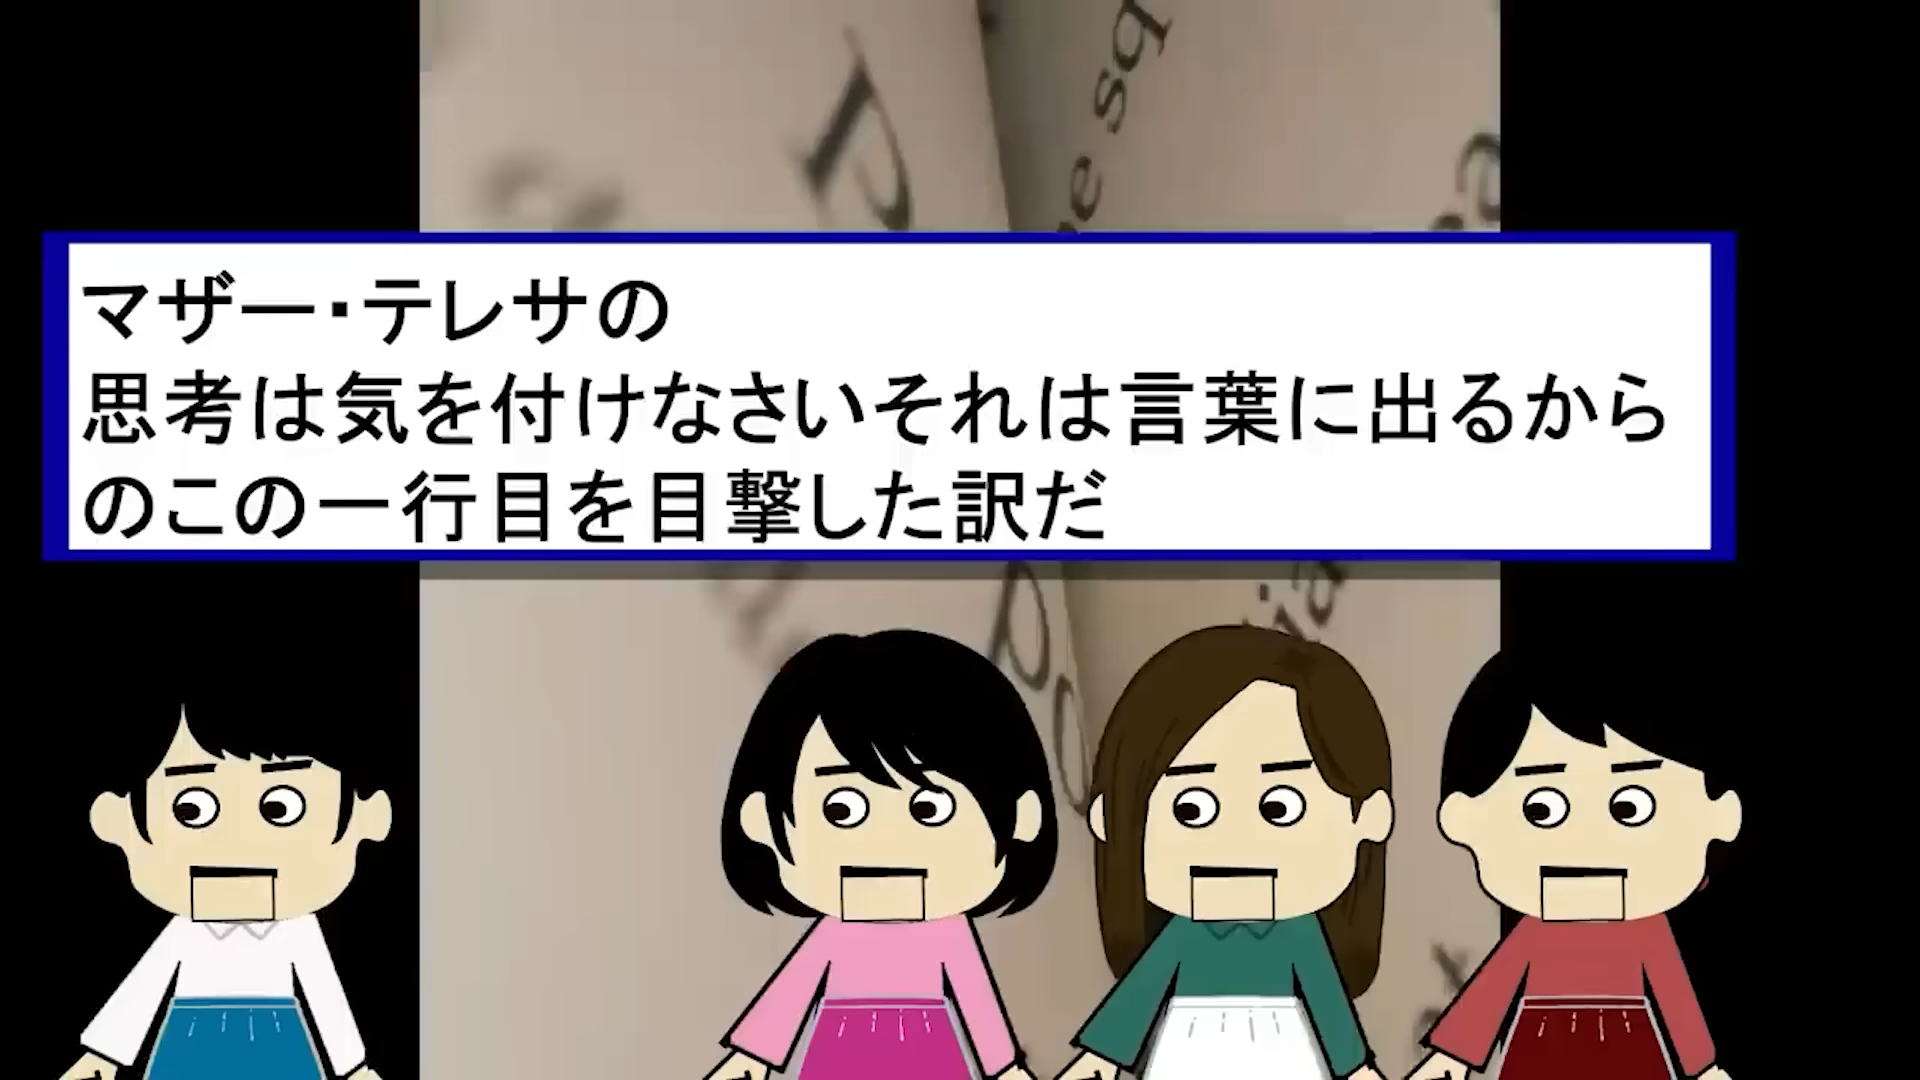 マザー・テレサの
思考は気を付けなさいそれは言葉に出るから
のこの一行目を目撃した訳だ